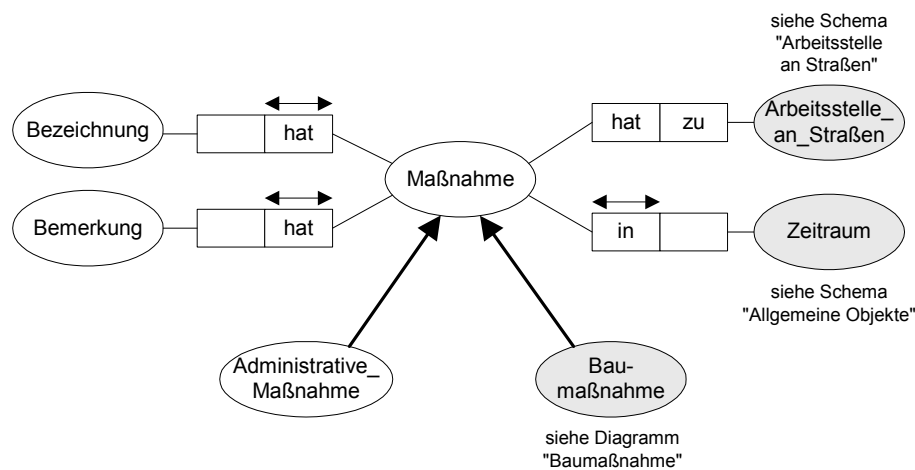 siehe Schema
"Arbeitsstelle
an Straßen"
Bezeichnung
hat
hat
zu
Arbeitsstelle_
an_Straßen
Maßnahme
Bemerkung
hat
in
Zeitraum
siehe Schema
"Allgemeine Objekte"
Administrative_
Maßnahme
Bau-
maßnahme
siehe Diagramm
"Baumaßnahme"